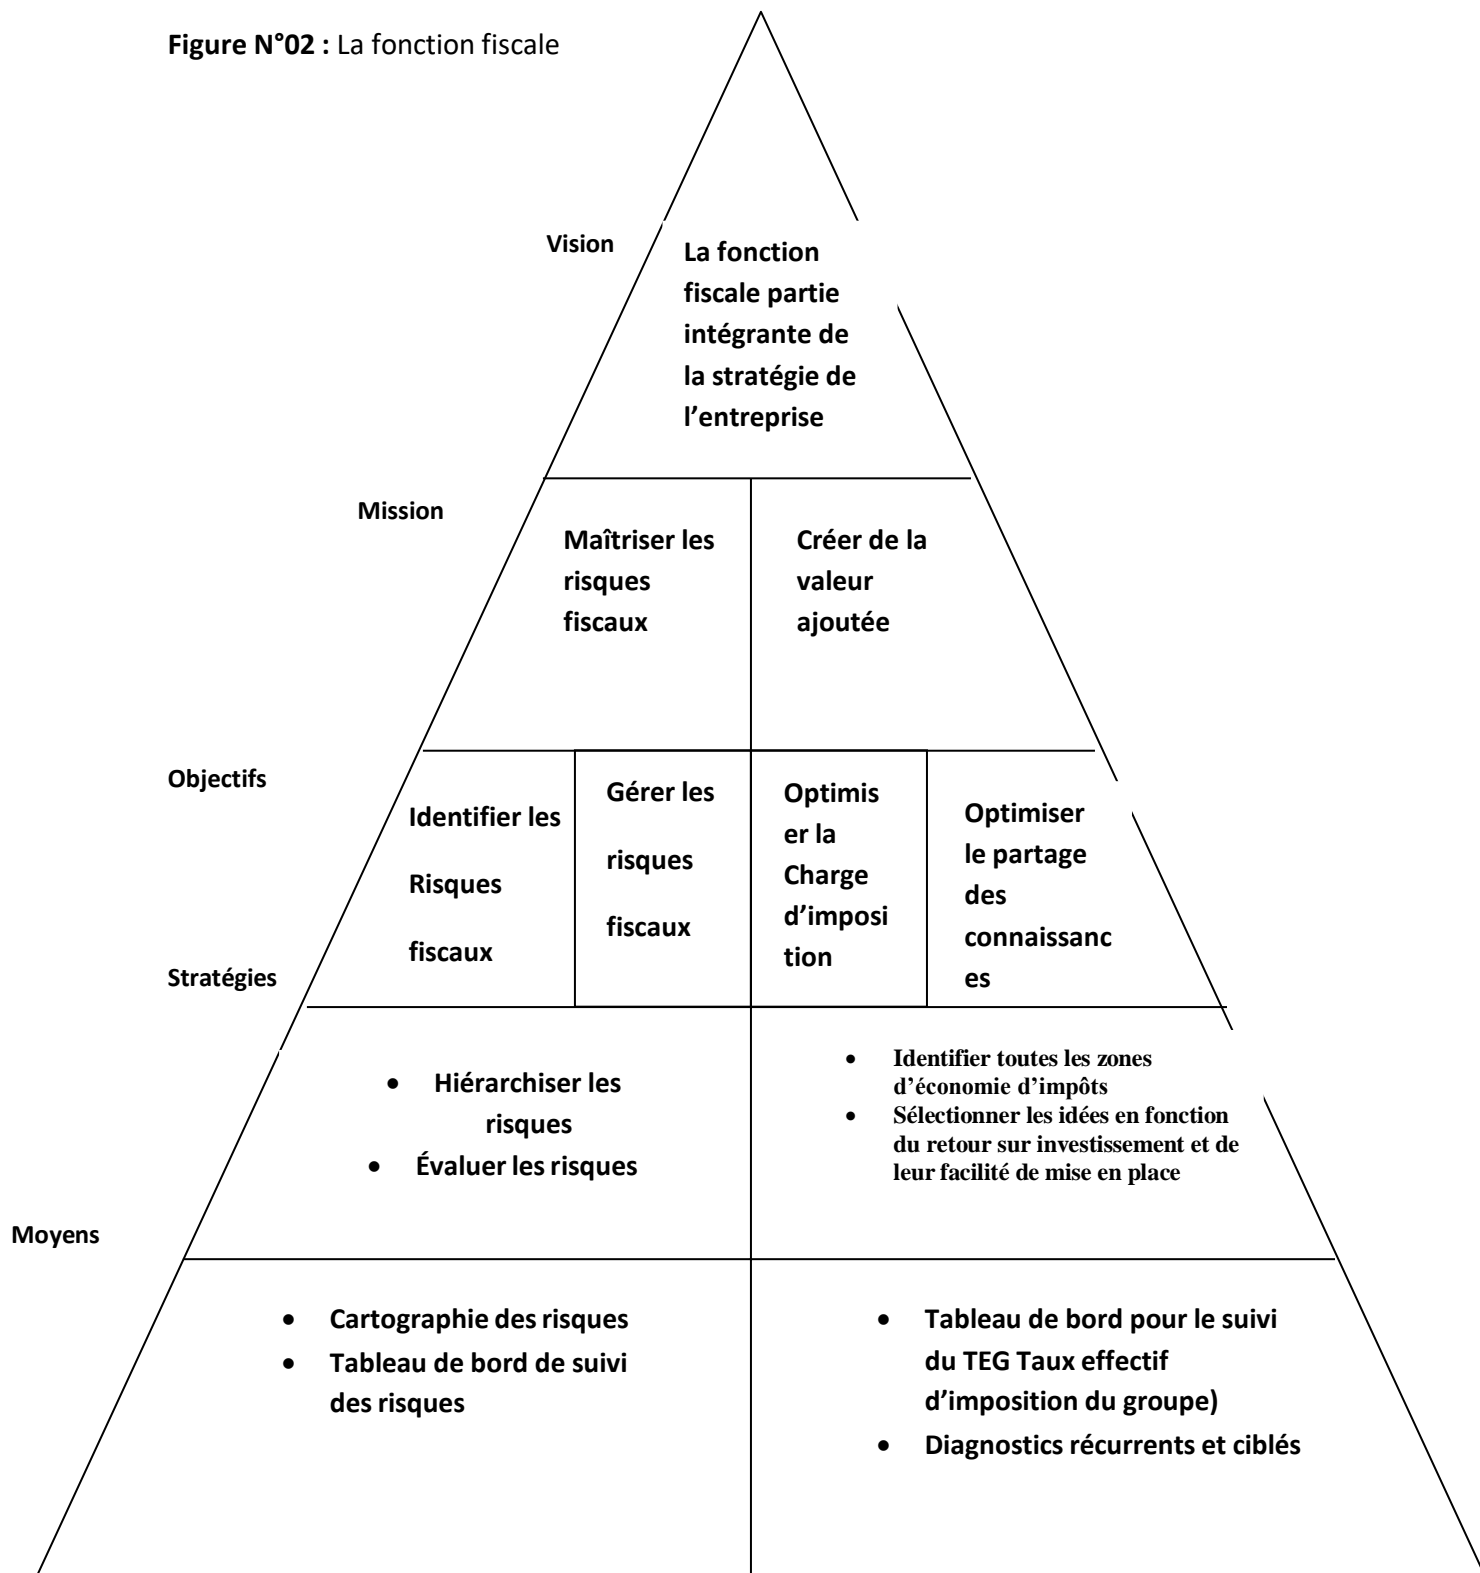 Figure N°02 : La fonction fiscale
Vision
La fonction
fiscale partie
intégrante de
la stratégie de
l’entreprise
Mission
Maîtriser les
risques
fiscaux
Créer de la
valeur
ajoutée
Objectifs
Identifier les
Risques
fiscaux
Gérer les
risques
fiscaux
Optimis
er la
Charge
d’imposi
tion
Optimiser
le partage
des
connaissanc
es
Stratégies
• Hiérarchiser les
risques
• Évaluer les risques
• Identifier toutes les zones
d’économie d’impôts
• Sélectionner les idées en fonction
du retour sur investissement et de
leur facilité de mise en place
Moyens
• Cartographie des risques
• Tableau de bord de suivi
des risques
• Tableau de bord pour le suivi
du TEG Taux effectif
d’imposition du groupe)
• Diagnostics récurrents et ciblés